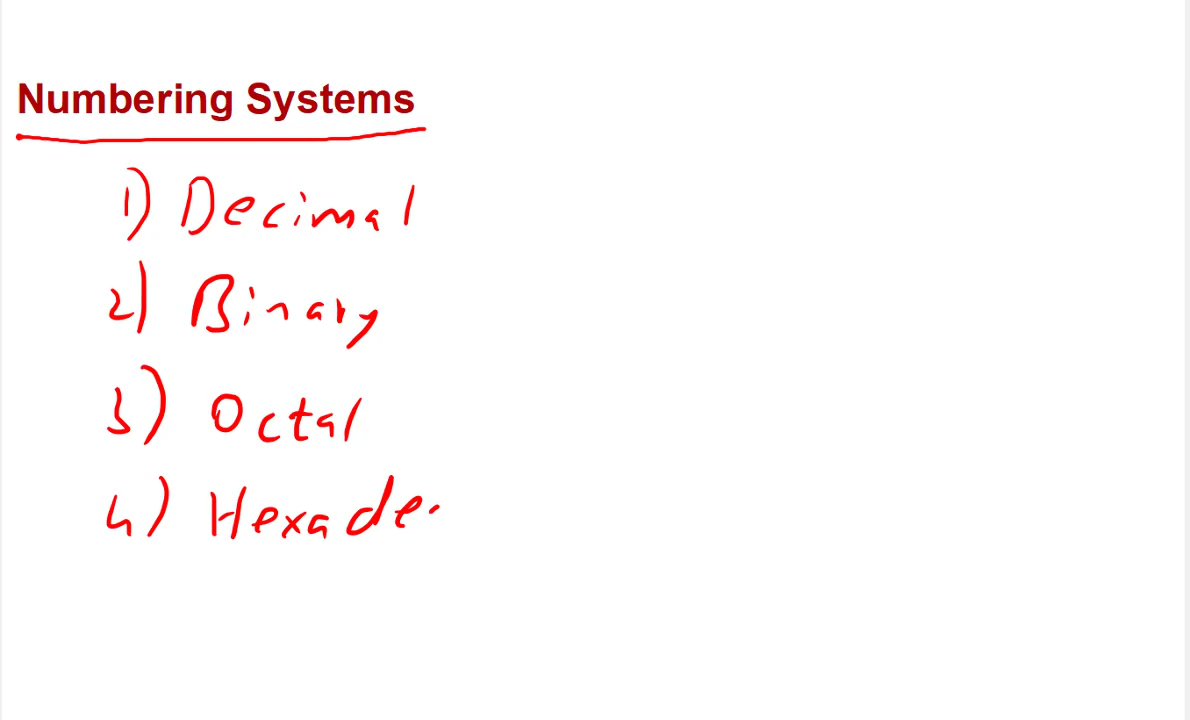 Numbering Systems
1) Decimal
2) Binary
3) Octal
4) Hexade